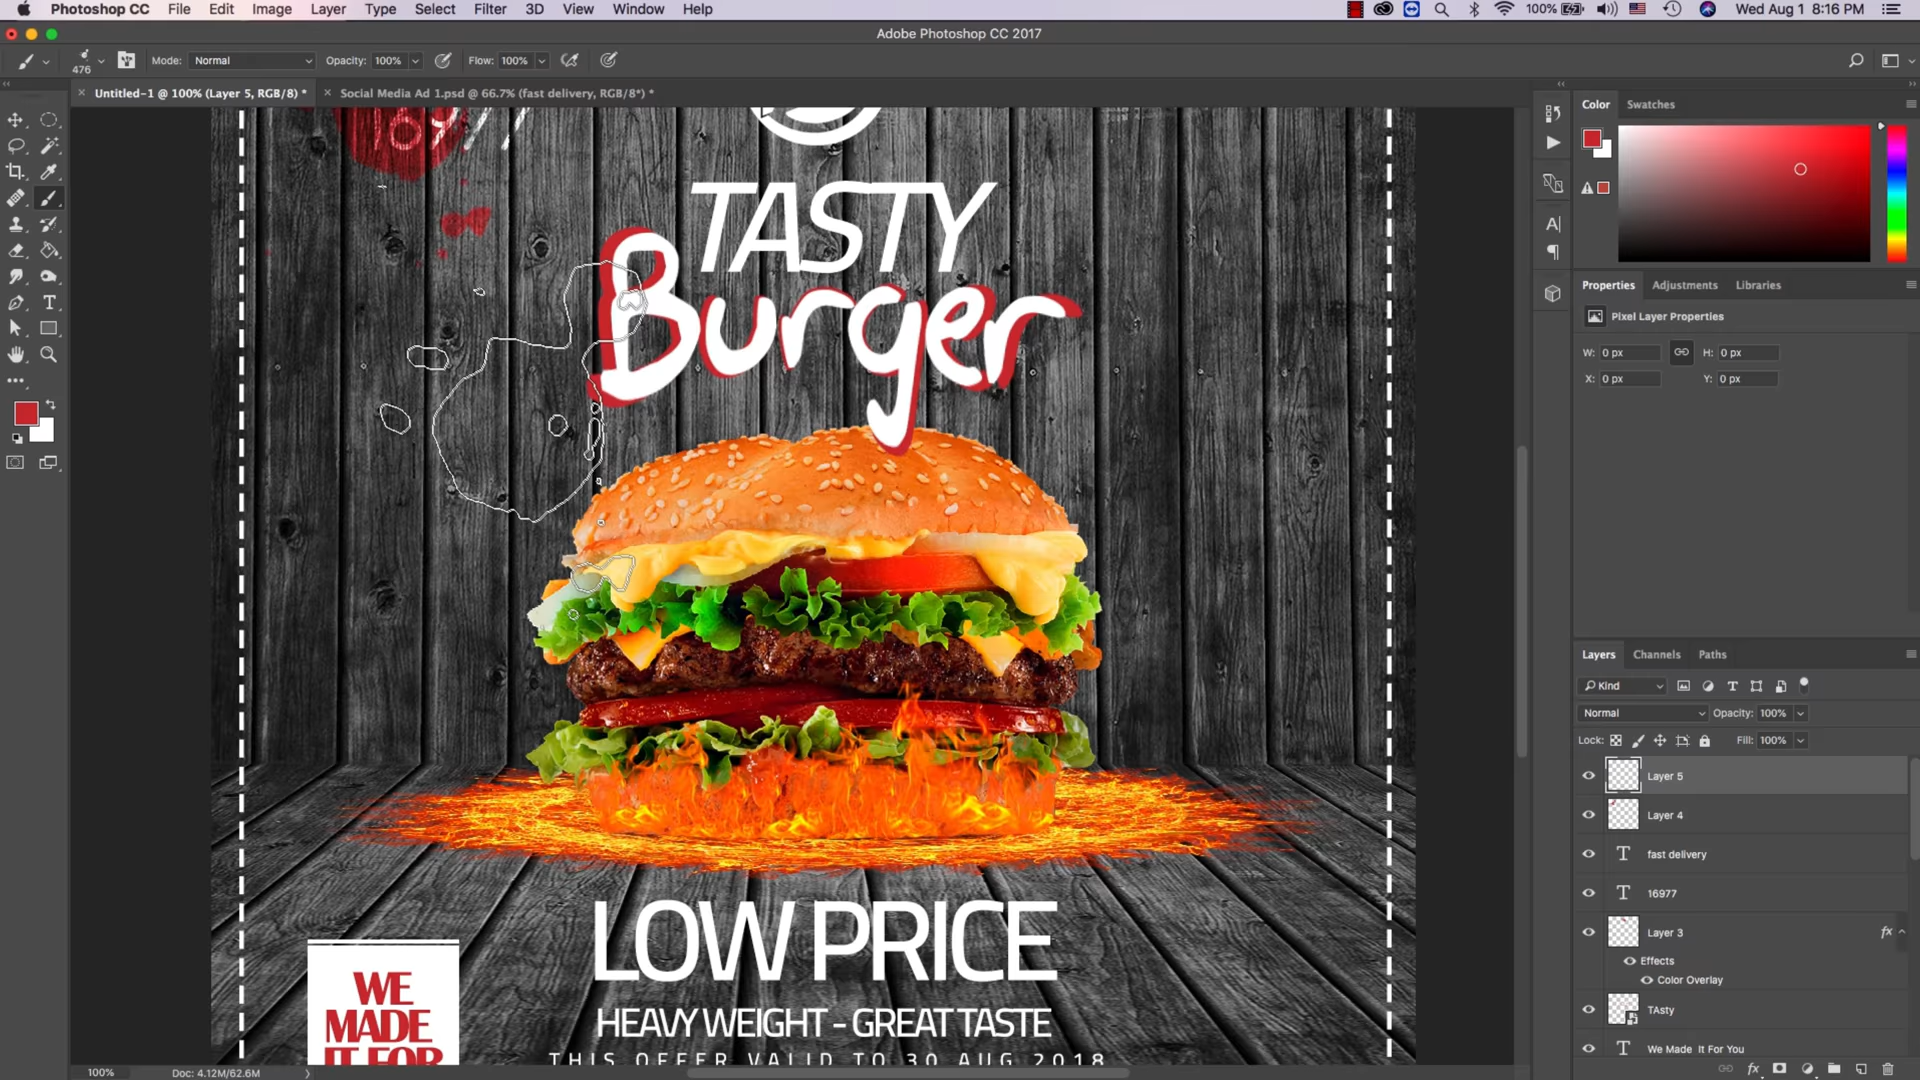 Photoshop CC File Edit Image Layer Type Select Filter 3D View Window Help 100% Wed Aug 1 8:16 PM
Adobe Photoshop CC 2017
476 Mode: Normal Opacity: 100% Flow: 100%
Untitled-1 @ 100% (Layer 5, RGB/8) * Social Media Ad 1.psd @ 66.7% (fast delivery, RGB/8*) *
16977
TASTY
Burger
LOW PRICE
HEAVY WEIGHT - GREAT TASTE
THIS OFFER VALID TO 30 AUG 2018
WE
MADE
IT FOR
100% Doc: 4.12M/62.6M
Color Swatches
Properties Adjustments Libraries
Pixel Layer Properties
W: 0 px H: 0 px
X: 0 px Y: 0 px
Layers Channels Paths
Kind
Normal Opacity: 100%
Lock: Fill: 100%
Layer 5
Layer 4
fast delivery
16977
Layer 3 fx
Effects
Color Overlay
TAsty
We Made It For You
fx